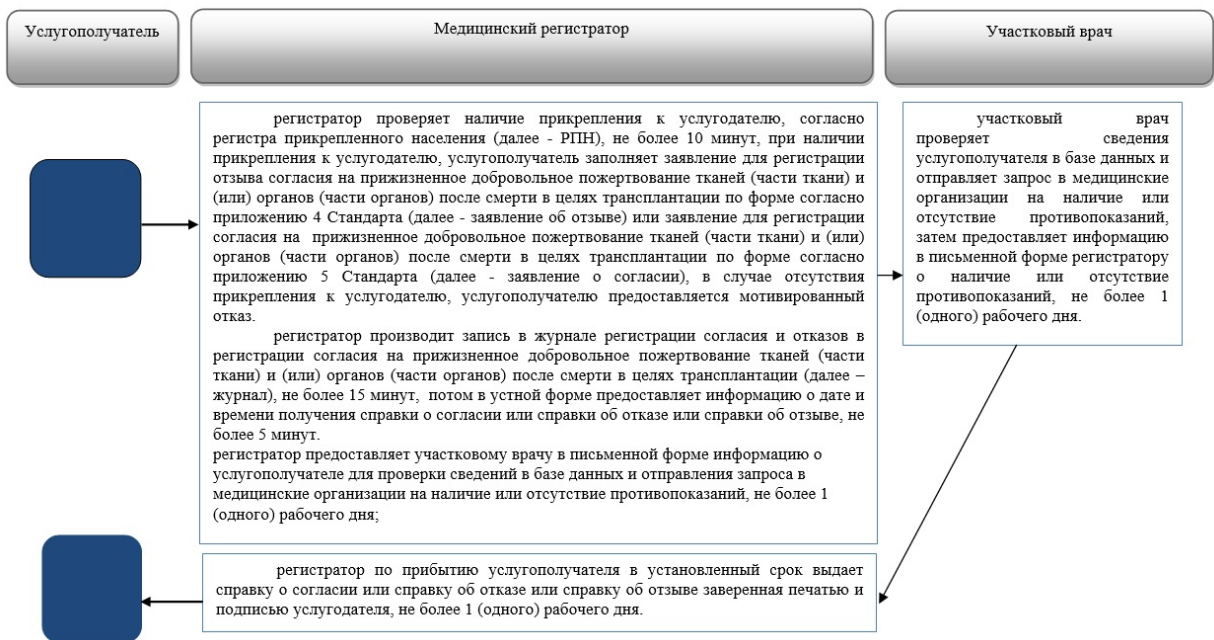 Услугополучатель
Медицинский регистратор
Участковый врач
регистратор проверяет наличие прикрепления к услугодателю, согласно
регистра прикрепленного населения (далее - РПН), не более 10 минут, при наличии
прикрепления к услугодателю, услугополучатель заполняет заявление для регистрации
отзыва согласия на прижизненное добровольное пожертвование тканей (части ткани) и
(или) органов (части органов) после смерти в целях трансплантации по форме согласно
приложению 4 Стандарта (далее - заявление об отзыве) или заявление для регистрации
согласия на прижизненное добровольное пожертвование тканей (части ткани) и (или)
органов (части органов) после смерти в целях трансплантации по форме согласно
приложению 5 Стандарта (далее - заявление о согласии), в случае отсутствия
прикрепления к услугодателю, услугополучателю предоставляется мотивированный
отказ.
регистратор производит запись в журнале регистрации согласия и отказов в
регистрации согласия на прижизненное добровольное пожертвование тканей (части
ткани) и (или) органов (части органов) после смерти в целях трансплантации (далее –
журнал), не более 15 минут, потом в устной форме предоставляет информацию о дате и
времени получения справки о согласии или справки об отказе или справки об отзыве, не
более 5 минут.
регистратор предоставляет участковому врачу в письменной форме информацию о
услугополучателе для проверки сведений в базе данных и отправления запроса в
медицинские организации на наличие или отсутствие противопоказаний, не более 1
(одного) рабочего дня;
участковый врач
проверяет сведения
услугополучателя в базе данных и
отправляет запрос в медицинские
организации на наличие или
отсутствие противопоказаний,
затем предоставляет информацию
в письменной форме регистратору
о наличие или отсутствие
противопоказаний, не более 1
(одного) рабочего дня.
регистратор по прибытию услугополучателя в установленный срок выдает
справку о согласии или справку об отказе или справку об отзыве заверенная печатью и
подписью услугодателя, не более 1 (одного) рабочего дня.